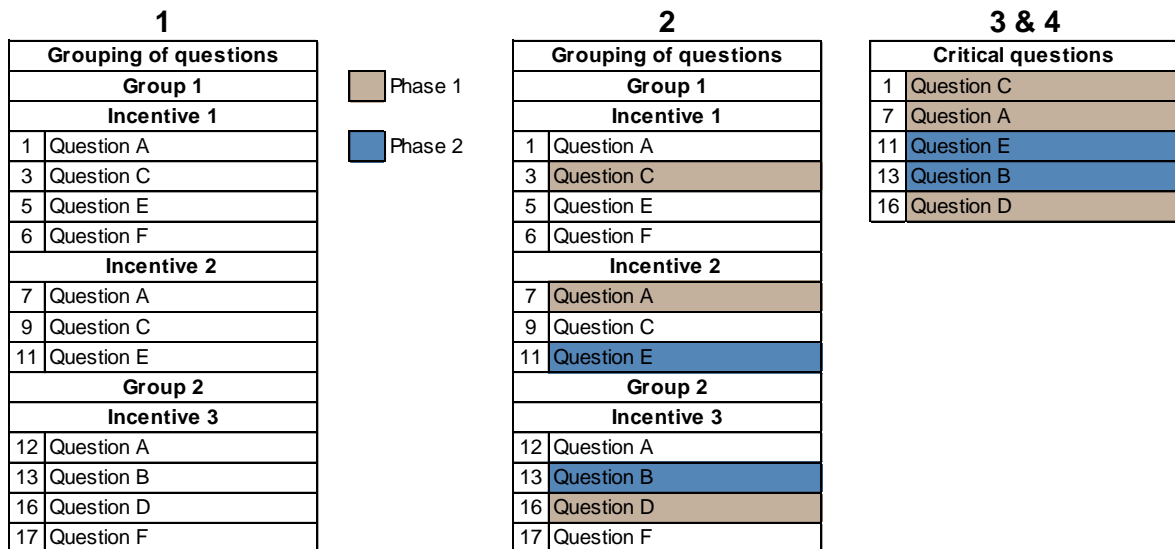 1
Grouping of questions
Group 1
Incentive 1
1 Question A
3 Question C
5 Question E
6 Question F
Incentive 2
7 Question A
9 Question C
11 Question E
Group 2
Incentive 3
12 Question A
13 Question B
16 Question D
17 Question F
Phase 1
Phase 2
2
Grouping of questions
Group 1
Incentive 1
1 Question A
3 Question C
5 Question E
6 Question F
Incentive 2
7 Question A
9 Question C
11 Question E
Group 2
Incentive 3
12 Question A
13 Question B
16 Question D
17 Question F
3 & 4
Critical questions
1 Question C
7 Question A
11 Question E
13 Question B
16 Question D